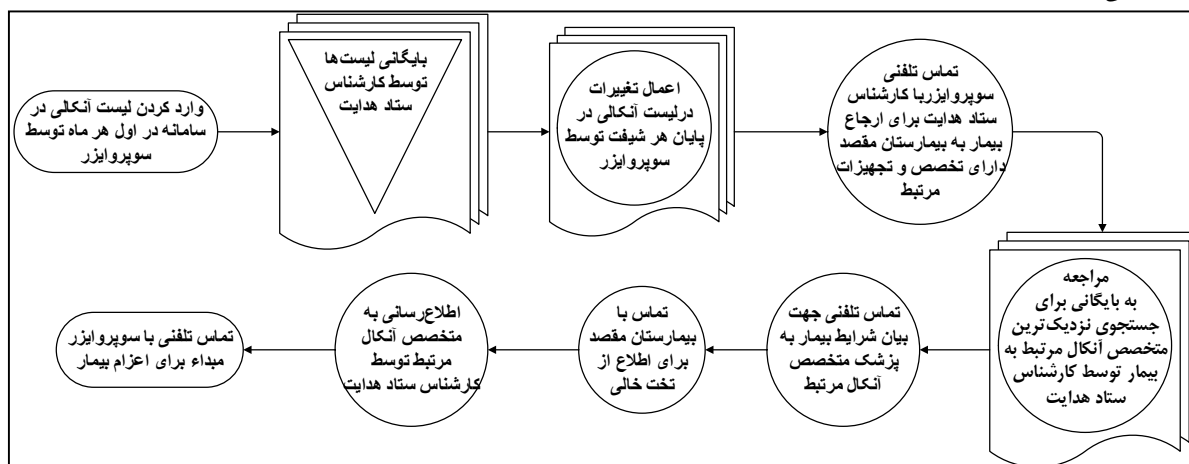 وارد کردن لیست آنکالی در
سامانه در اول هر ماه توسط
سوپروایزر
بایگانی لیست‌ها
توسط کارشناس
ستاد هدایت
اعمال تغییرات
درلیست آنکالی در
پایان هر شیفت توسط
سوپروایزر
تماس تلفنی
سوپروایزربا کارشناس
ستاد هدایت برای ارجاع
بیمار به بیمارستان مقصد
دارای تخصص و تجهیزات
مرتبط
مراجعه
به بایگانی برای
جستجوی نزدیک‌ترین
متخصص آنکال مرتبط به
بیمار توسط کارشناس
ستاد هدایت
تماس تلفنی جهت
بیان شرایط بیمار به
پزشک متخصص
آنکال مرتبط
تماس با
بیمارستان مقصد
برای اطلاع از
تخت خالی
اطلاع‌رسانی به
متخصص آنکال
مرتبط توسط
کارشناس ستاد هدایت
تماس تلفنی با سوپروایزر
مبداء برای اعزام بیمار